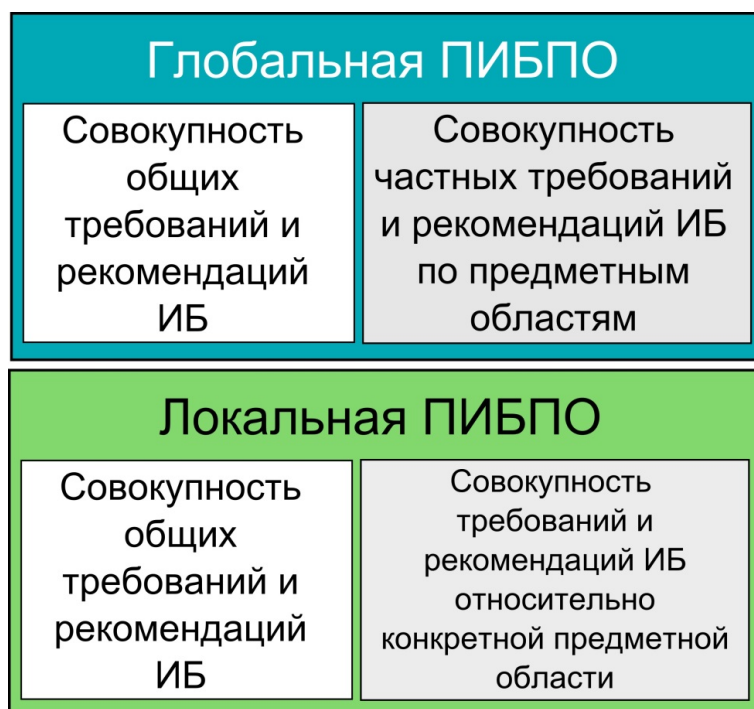 Глобальная ПИБПО
Совокупность
общих
требований и
рекомендаций
ИБ
Совокупность
частных требований
и рекомендаций ИБ
по предметным
областям
Локальная ПИБПО
Совокупность
общих
требований и
рекомендаций
ИБ
Совокупность
требований и
рекомендаций ИБ
относительно
конкретной предметной
области